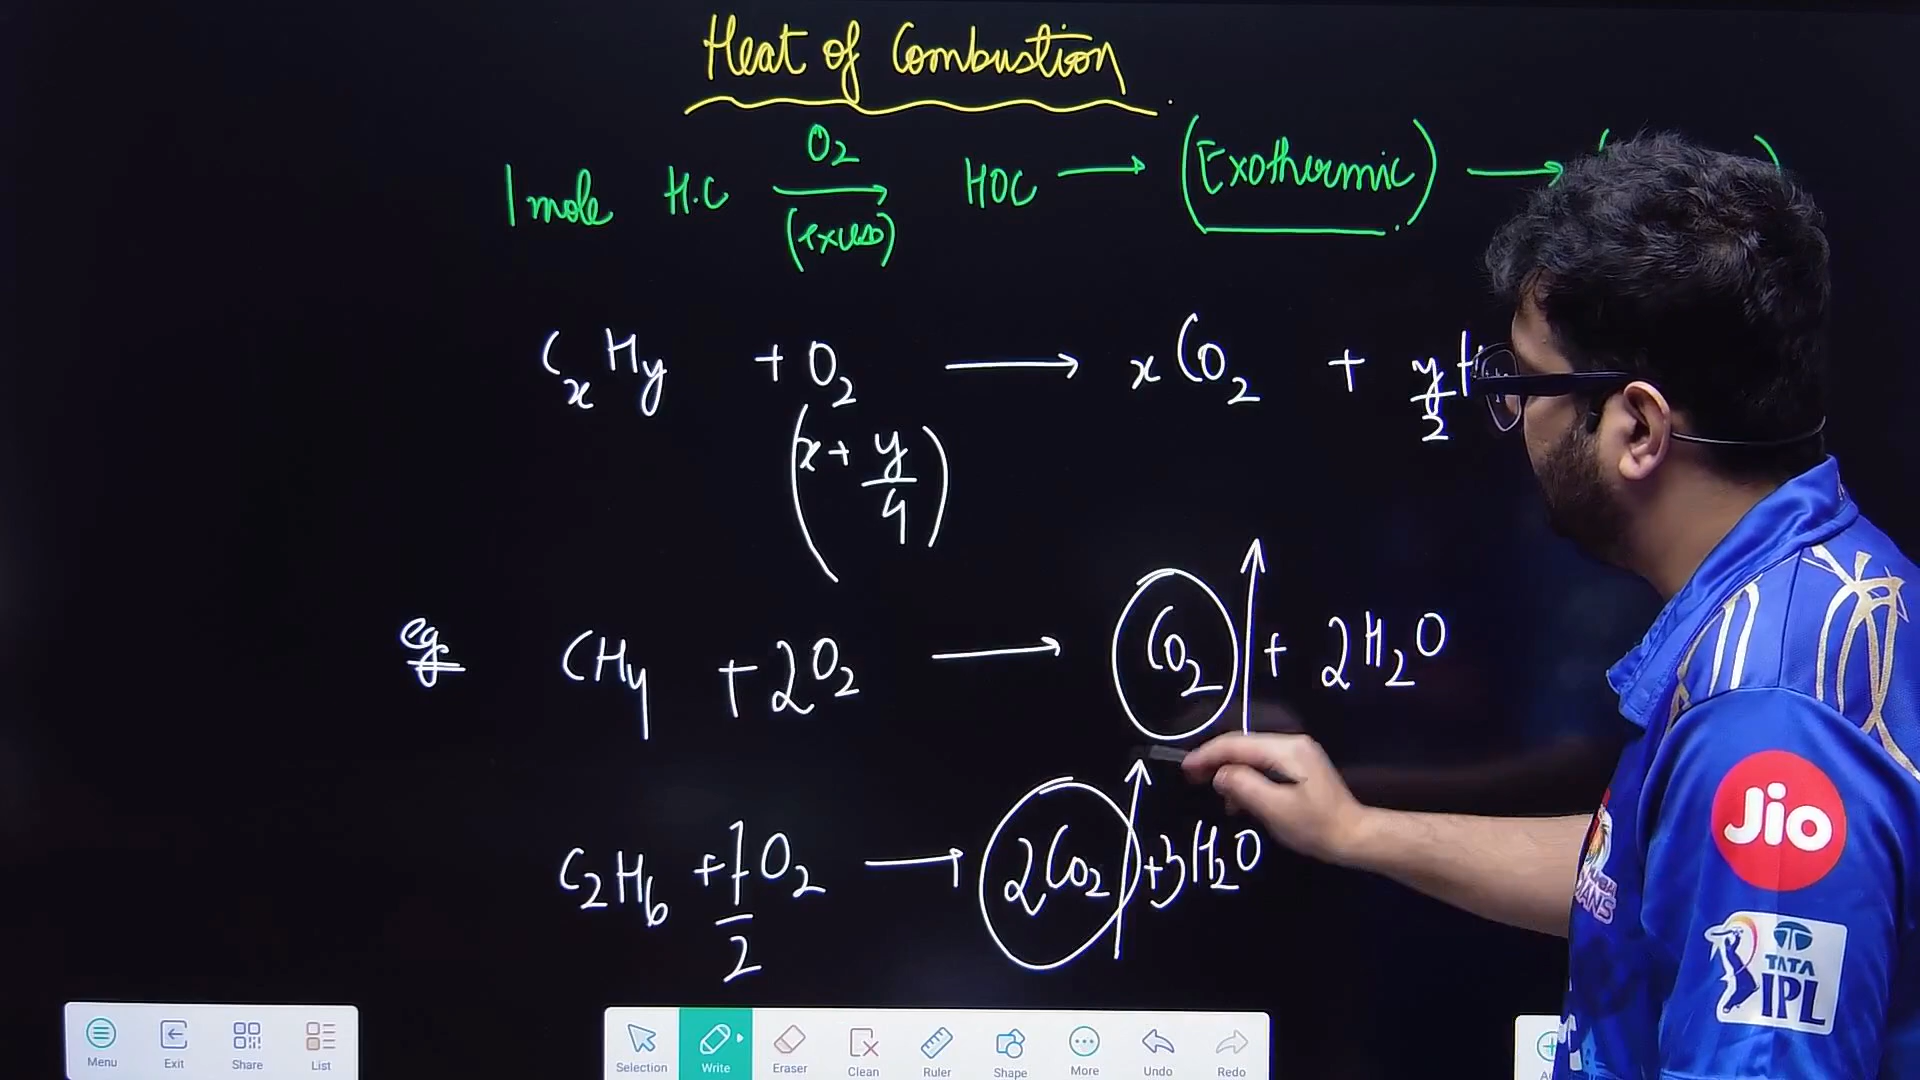 Heat of Combustion
1 mole H.C O2 (excess) → HOC → (Exothermic) →
CxHy + O2 → x CO2 + y/2 H
(x + y/4)
eg. CH4 + 2O2 → CO2 ↑ + 2H2O
C2H6 + 7/2 O2 → 2CO2 ↑ + 3H2O
Jio
TATA
IPL
Menu Exit Share List Selection Write Eraser Clean Ruler Shape More Undo Redo